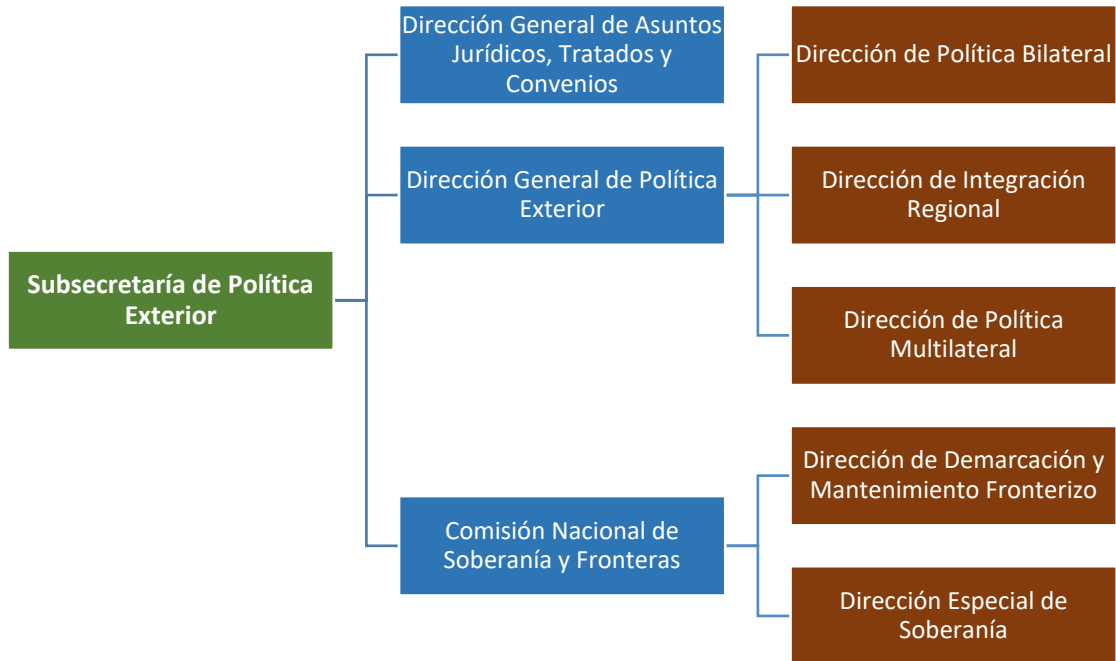 Subsecretaría de Política
Exterior
Dirección General de Asuntos
Jurídicos, Tratados y
Convenios
Dirección General de Política
Exterior
Dirección de Política Bilateral
Dirección de Integración
Regional
Dirección de Política
Multilateral
Comisión Nacional de
Soberanía y Fronteras
Dirección de Demarcación y
Mantenimiento Fronterizo
Dirección Especial de
Soberanía